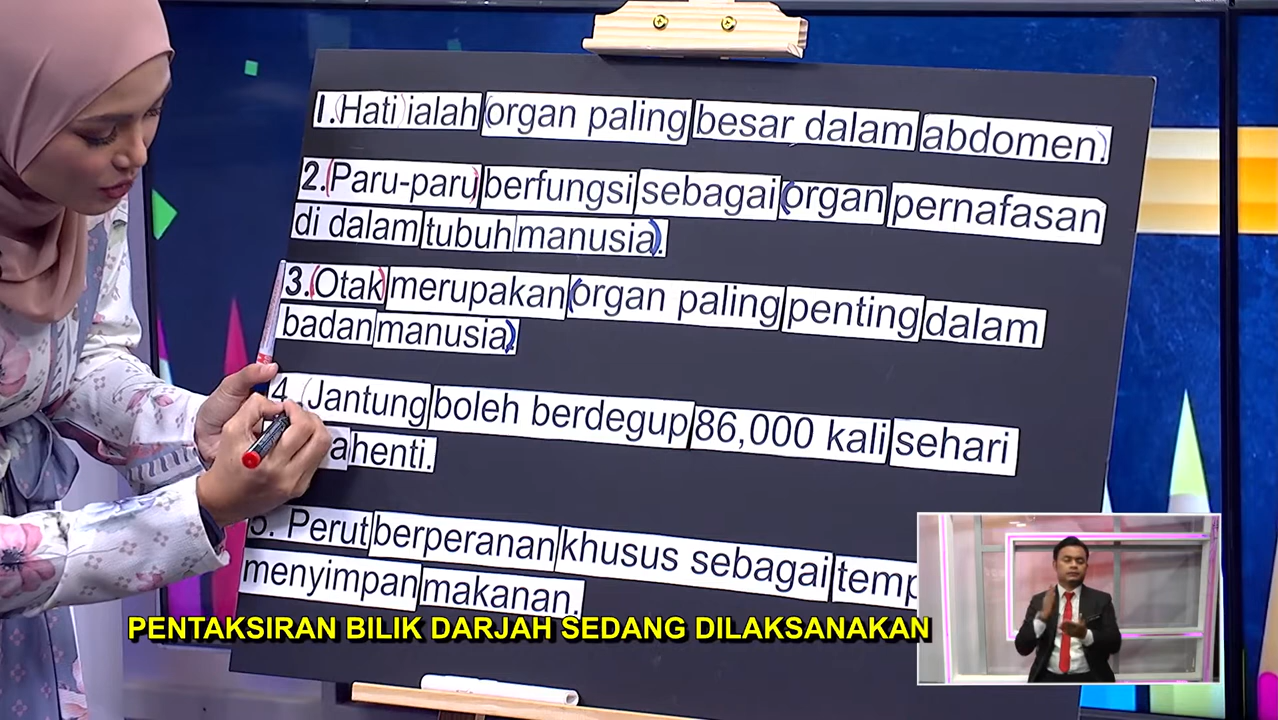 1. (Hati) ialah (organ paling besar dalam abdomen).
2. (Paru-paru) berfungsi sebagai (organ pernafasan
di dalam tubuh manusia).
3. (Otak) merupakan (organ paling penting dalam
badan manusia).
4. (Jantung boleh berdegup 86,000 kali sehari
ahenti.
5. Perut berperanan khusus sebagai temp
menyimpan makanan.
PENTAKSIRAN BILIK DARJAH SEDANG DILAKSANAKAN